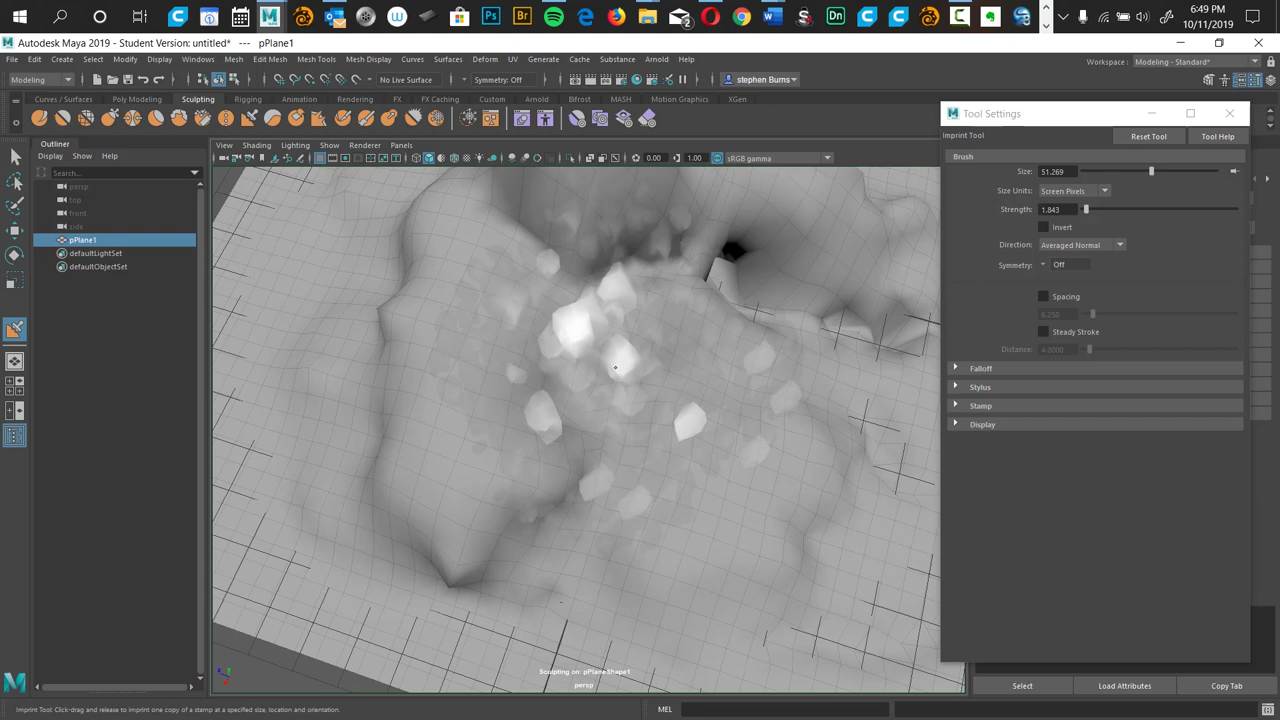 6:49 PM
10/11/2019
Autodesk Maya 2019 - Student Version: untitled* --- pPlane1
File Edit Create Select Modify Display Windows Mesh Edit Mesh Mesh Tools Mesh Display Curves Surfaces Deform UV Generate Cache Substance Arnold Help
Workspace : Modeling - Standard*
Modeling No Live Surface Symmetry: Off stephen Burns
Curves / Surfaces Poly Modeling Sculpting Rigging Animation Rendering FX FX Caching Custom Arnold Bifrost MASH Motion Graphics XGen
Outliner
Display Show Help
Search...
persp
top
front
side
pPlane1
defaultLightSet
defaultObjectSet
View Shading Lighting Show Renderer Panels
0.00 1.00 sRGB gamma
Sculpting on: pPlaneShape1
persp
Tool Settings
Imprint Tool Reset Tool Tool Help
Brush
Size: 51.269
Size Units: Screen Pixels
Strength: 1.843
Invert
Direction: Averaged Normal
Symmetry: Off
Spacing
6.250
Steady Stroke
Distance: 4.0000
Falloff
Stylus
Stamp
Display
Select Load Attributes Copy Tab
Imprint Tool: Click-drag and release to imprint one copy of a stamp at a specified size, location and orientation.
MEL